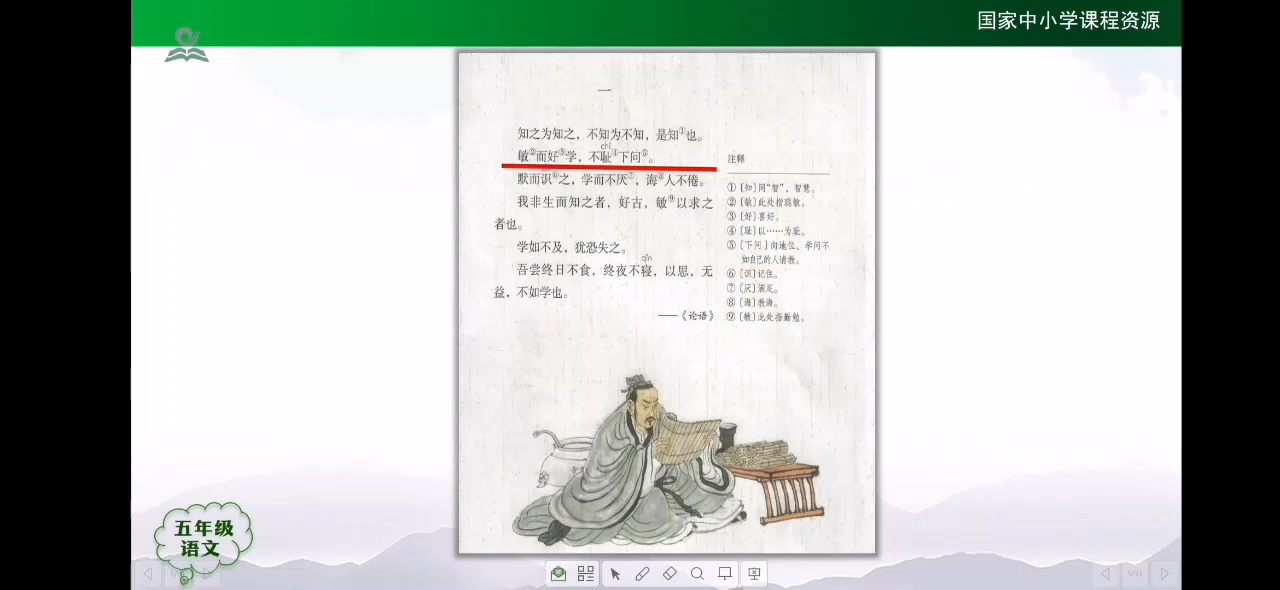 国家中小学课程资源
一
知之为知之，不知为不知，是知①也。
chǐ
敏②而好③学，不耻④下问⑤。
默而识⑥之，学而不厌⑦，诲⑧人不倦。
我非生而知之者，好古，敏⑨以求之
者也。
学如不及，犹恐失之。
qǐn
吾尝终日不食，终夜不寝，以思，无
益，不如学也。
——《论语》
注释
①〔知〕同“智”，智慧。
②〔敏〕此处指聪敏。
③〔好〕喜好。
④〔耻〕以……为耻。
⑤〔下问〕向地位、学问不
如自己的人请教。
⑥〔识〕记住。
⑦〔厌〕满足。
⑧〔诲〕教诲。
⑨〔敏〕此处指勤勉。
五年级
语文